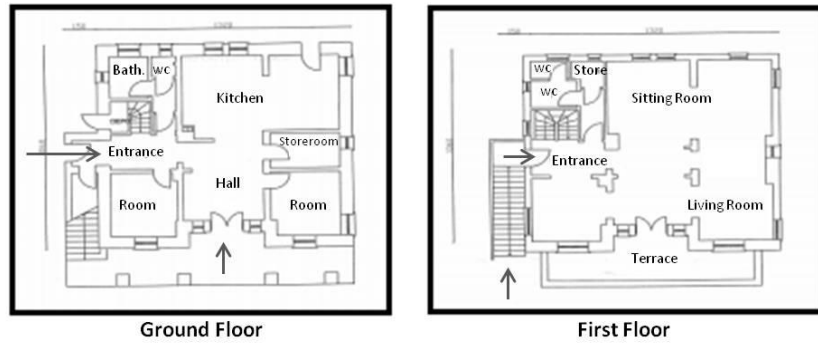 Bath.
wc
Kitchen
Entrance
Storeroom
Hall
Room
Room
Ground Floor
wc
Store
wc
Sitting Room
Entrance
Living Room
Terrace
First Floor